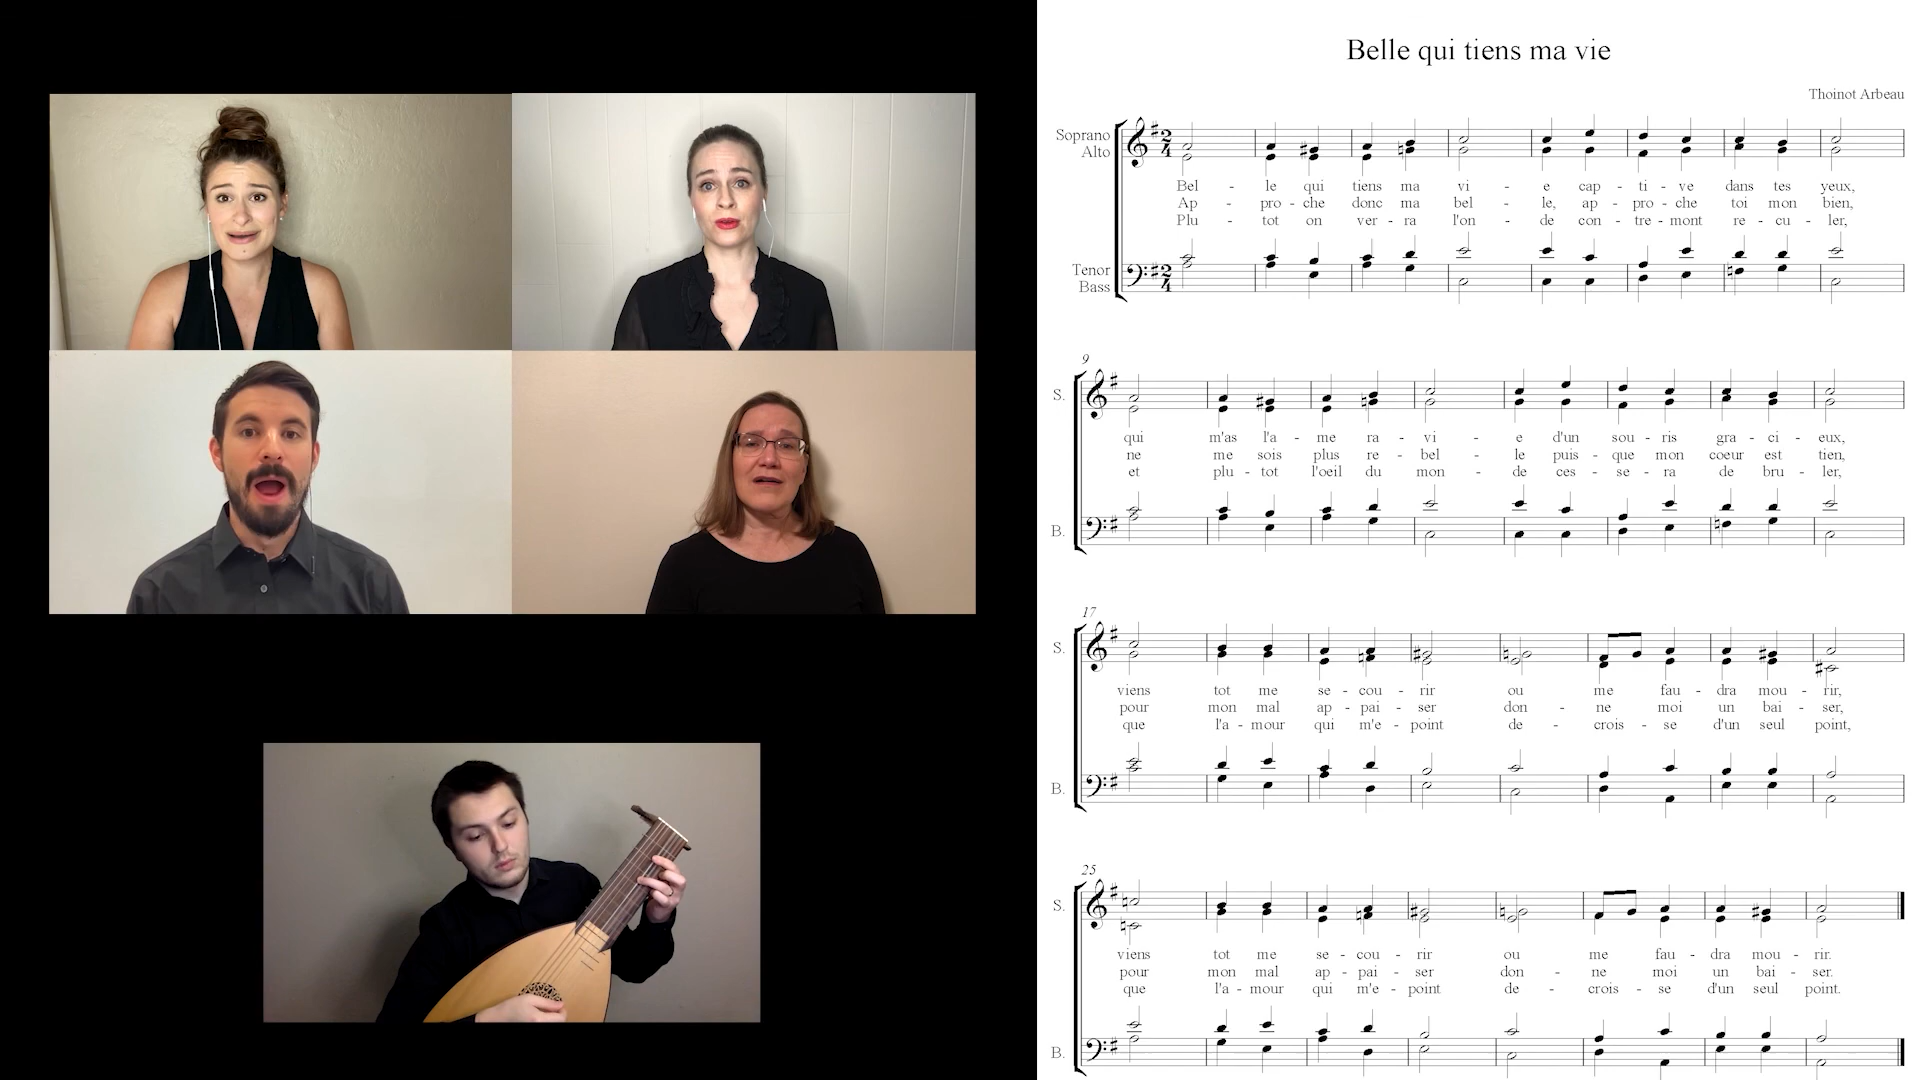 Belle qui tiens ma vie
Thoinot Arbeau
Soprano
Alto
2
4
Bel - le qui tiens ma vi - e cap - ti - ve dans tes yeux,
Ap - pro - che donc ma bel - le, ap - pro - che toi mon bien,
Plu - tot on ver - ra l'on - de con - tre - mont re - cu - ler,
Tenor
Bass
2
4
9
S.
qui m'as l'a - me ra - vi - e d'un sou - ris gra - ci - eux,
ne me sois plus re - bel - le puis - que mon coeur est tien,
et plu - tot l'oeil du mon - de ces - se - ra de bru - ler,
B.
17
S.
viens tot me se - cou - rir ou me fau - dra mou - rir,
pour mon mal ap - pai - ser don - ne moi un bai - ser,
que l'a - mour qui m'e - point de - crois - se d'un seul point,
B.
25
S.
viens tot me se - cou - rir ou me fau - dra mou - rir.
pour mon mal ap - pai - ser don - ne moi un bai - ser.
que l'a - mour qui m'e - point de - crois - se d'un seul point.
B.